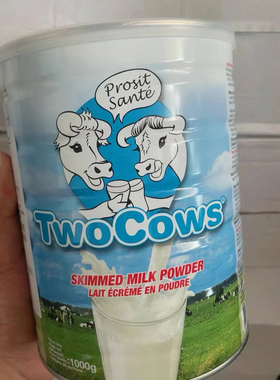 Prosit
Santé
TWOCOWS
SKIMMED MILK POWDER
LAIT ÉCRÉMÉ EN POUDRE
1000g